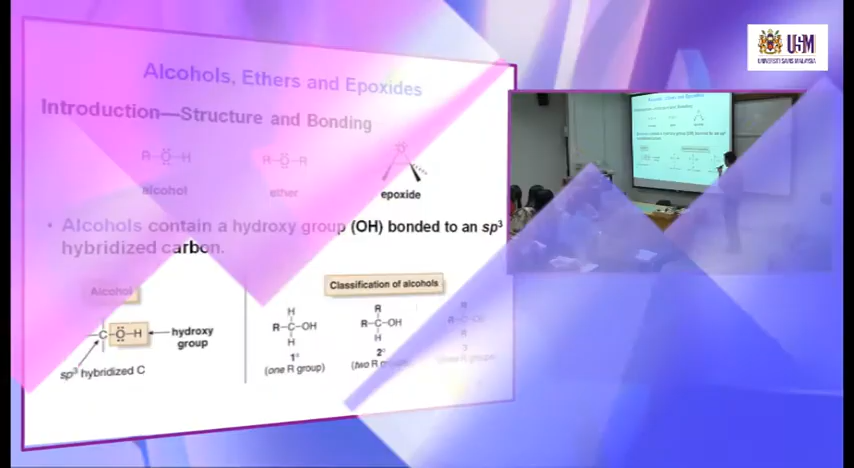 USM
UNIVERSITI SAINS MALAYSIA
Alcohols, Ethers and Epoxides
Introduction—Structure and Bonding
R–Ö–H
R–Ö–R
alcohol
ether
epoxide
• Alcohols contain a hydroxy group (OH) bonded to an sp³
hybridized carbon.
Alcohol
Classification of alcohols
C–Ö–H
hydroxy
group
sp³ hybridized C
H
R–C–OH
H
1°
(one R group)
R
R–C–OH
H
2°
(two R
R
R